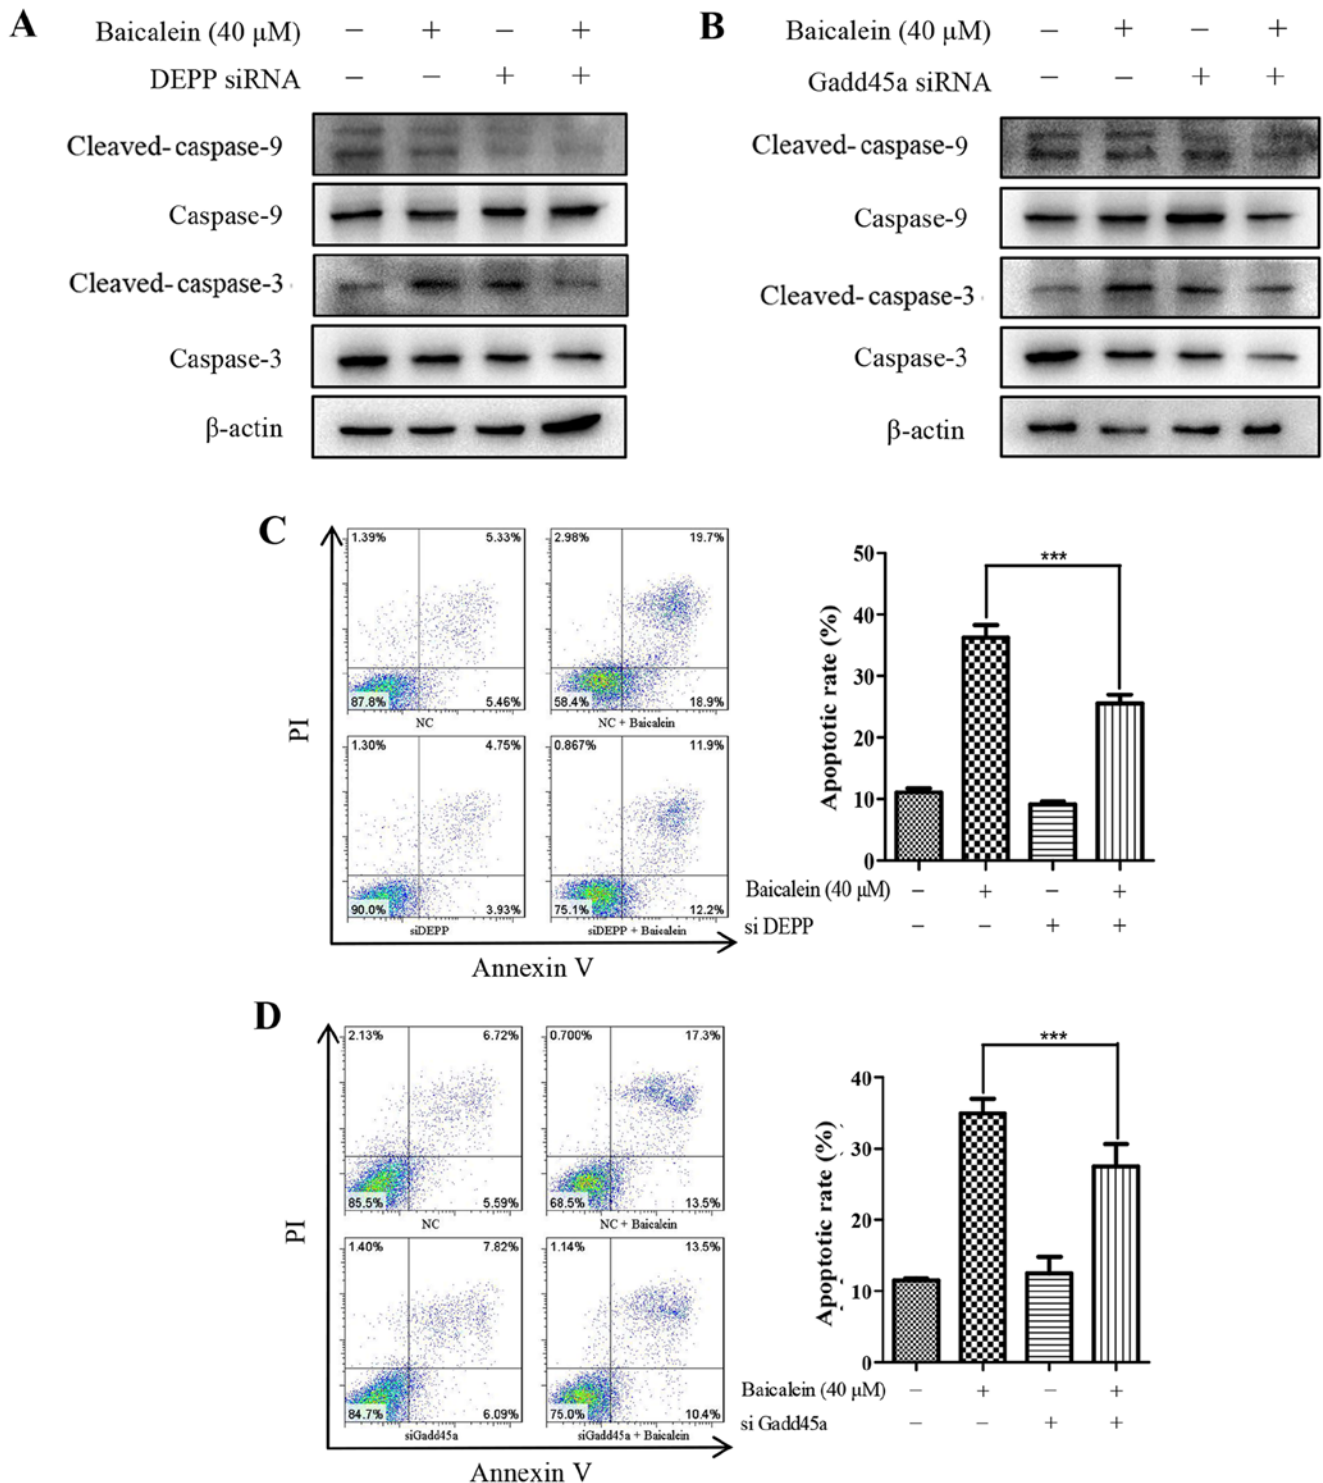 A
Baicalein (40 μM) − + − +
DEPP siRNA − − + +
Cleaved-caspase-9
Caspase-9
Cleaved-caspase-3
Caspase-3
β-actin
B
Baicalein (40 μM) − + − +
Gadd45a siRNA − − + +
Cleaved-caspase-9
Caspase-9
Cleaved-caspase-3
Caspase-3
β-actin
C
PI
1.39% 5.33%
87.8% 5.46%
NC
2.98% 19.7%
58.4% 18.9%
NC + Baicalein
1.30% 4.75%
90.0% 3.93%
siDEPP
0.867% 11.9%
75.1% 12.2%
siDEPP + Baicalein
Annexin V
Apoptotic rate (%)
50
40
30
20
10
0
***
Baicalein (40 μM) − + − +
si DEPP − − + +
D
PI
2.13% 6.72%
85.5% 5.59%
NC
0.700% 17.3%
68.5% 13.5%
NC + Baicalein
1.40% 7.82%
84.7% 6.09%
siGadd45a
1.14% 13.5%
75.0% 10.4%
siGadd45a + Baicalein
Annexin V
Apoptotic rate (%)
40
30
20
10
0
***
Baicalein (40 μM) − + − +
si Gadd45a − − + +